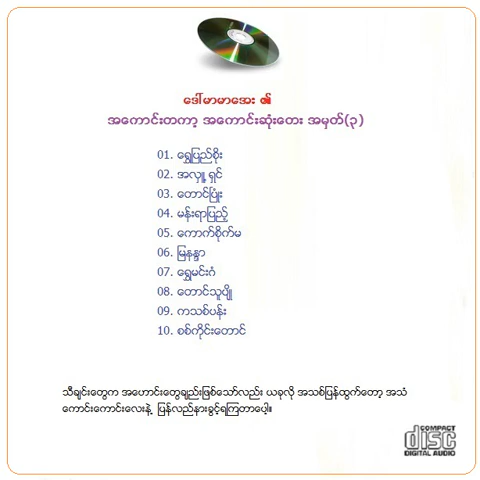 ဒေါ်မာမာအေး ၏
အကောင်းတကာ့ အကောင်းဆုံးတေး အမှတ်(၃)
01. ရွှေပြည်စိုး
02. အလှူ့ ရှင်
03. တောင်ပြုံး
04. မန်းရာပြည့်
05. ကောက်စိုက်မ
06. မြနန္ဒာ
07. ရွှေမင်းဂံ
08. တောင်သူပျို
09. ကသစ်ပန်း
10. စစ်ကိုင်းတောင်
သီချင်းတွေက အဟောင်းတွေချည်းဖြစ်သော်လည်း ယခုလို အသစ်ပြန်ထွက်တော့ အသံ
ကောင်းကောင်းလေးနဲ့ ပြန်လည်နားခွင့်ရကြတာပေါ့။
COMPACT
disc
DIGITAL AUDIO